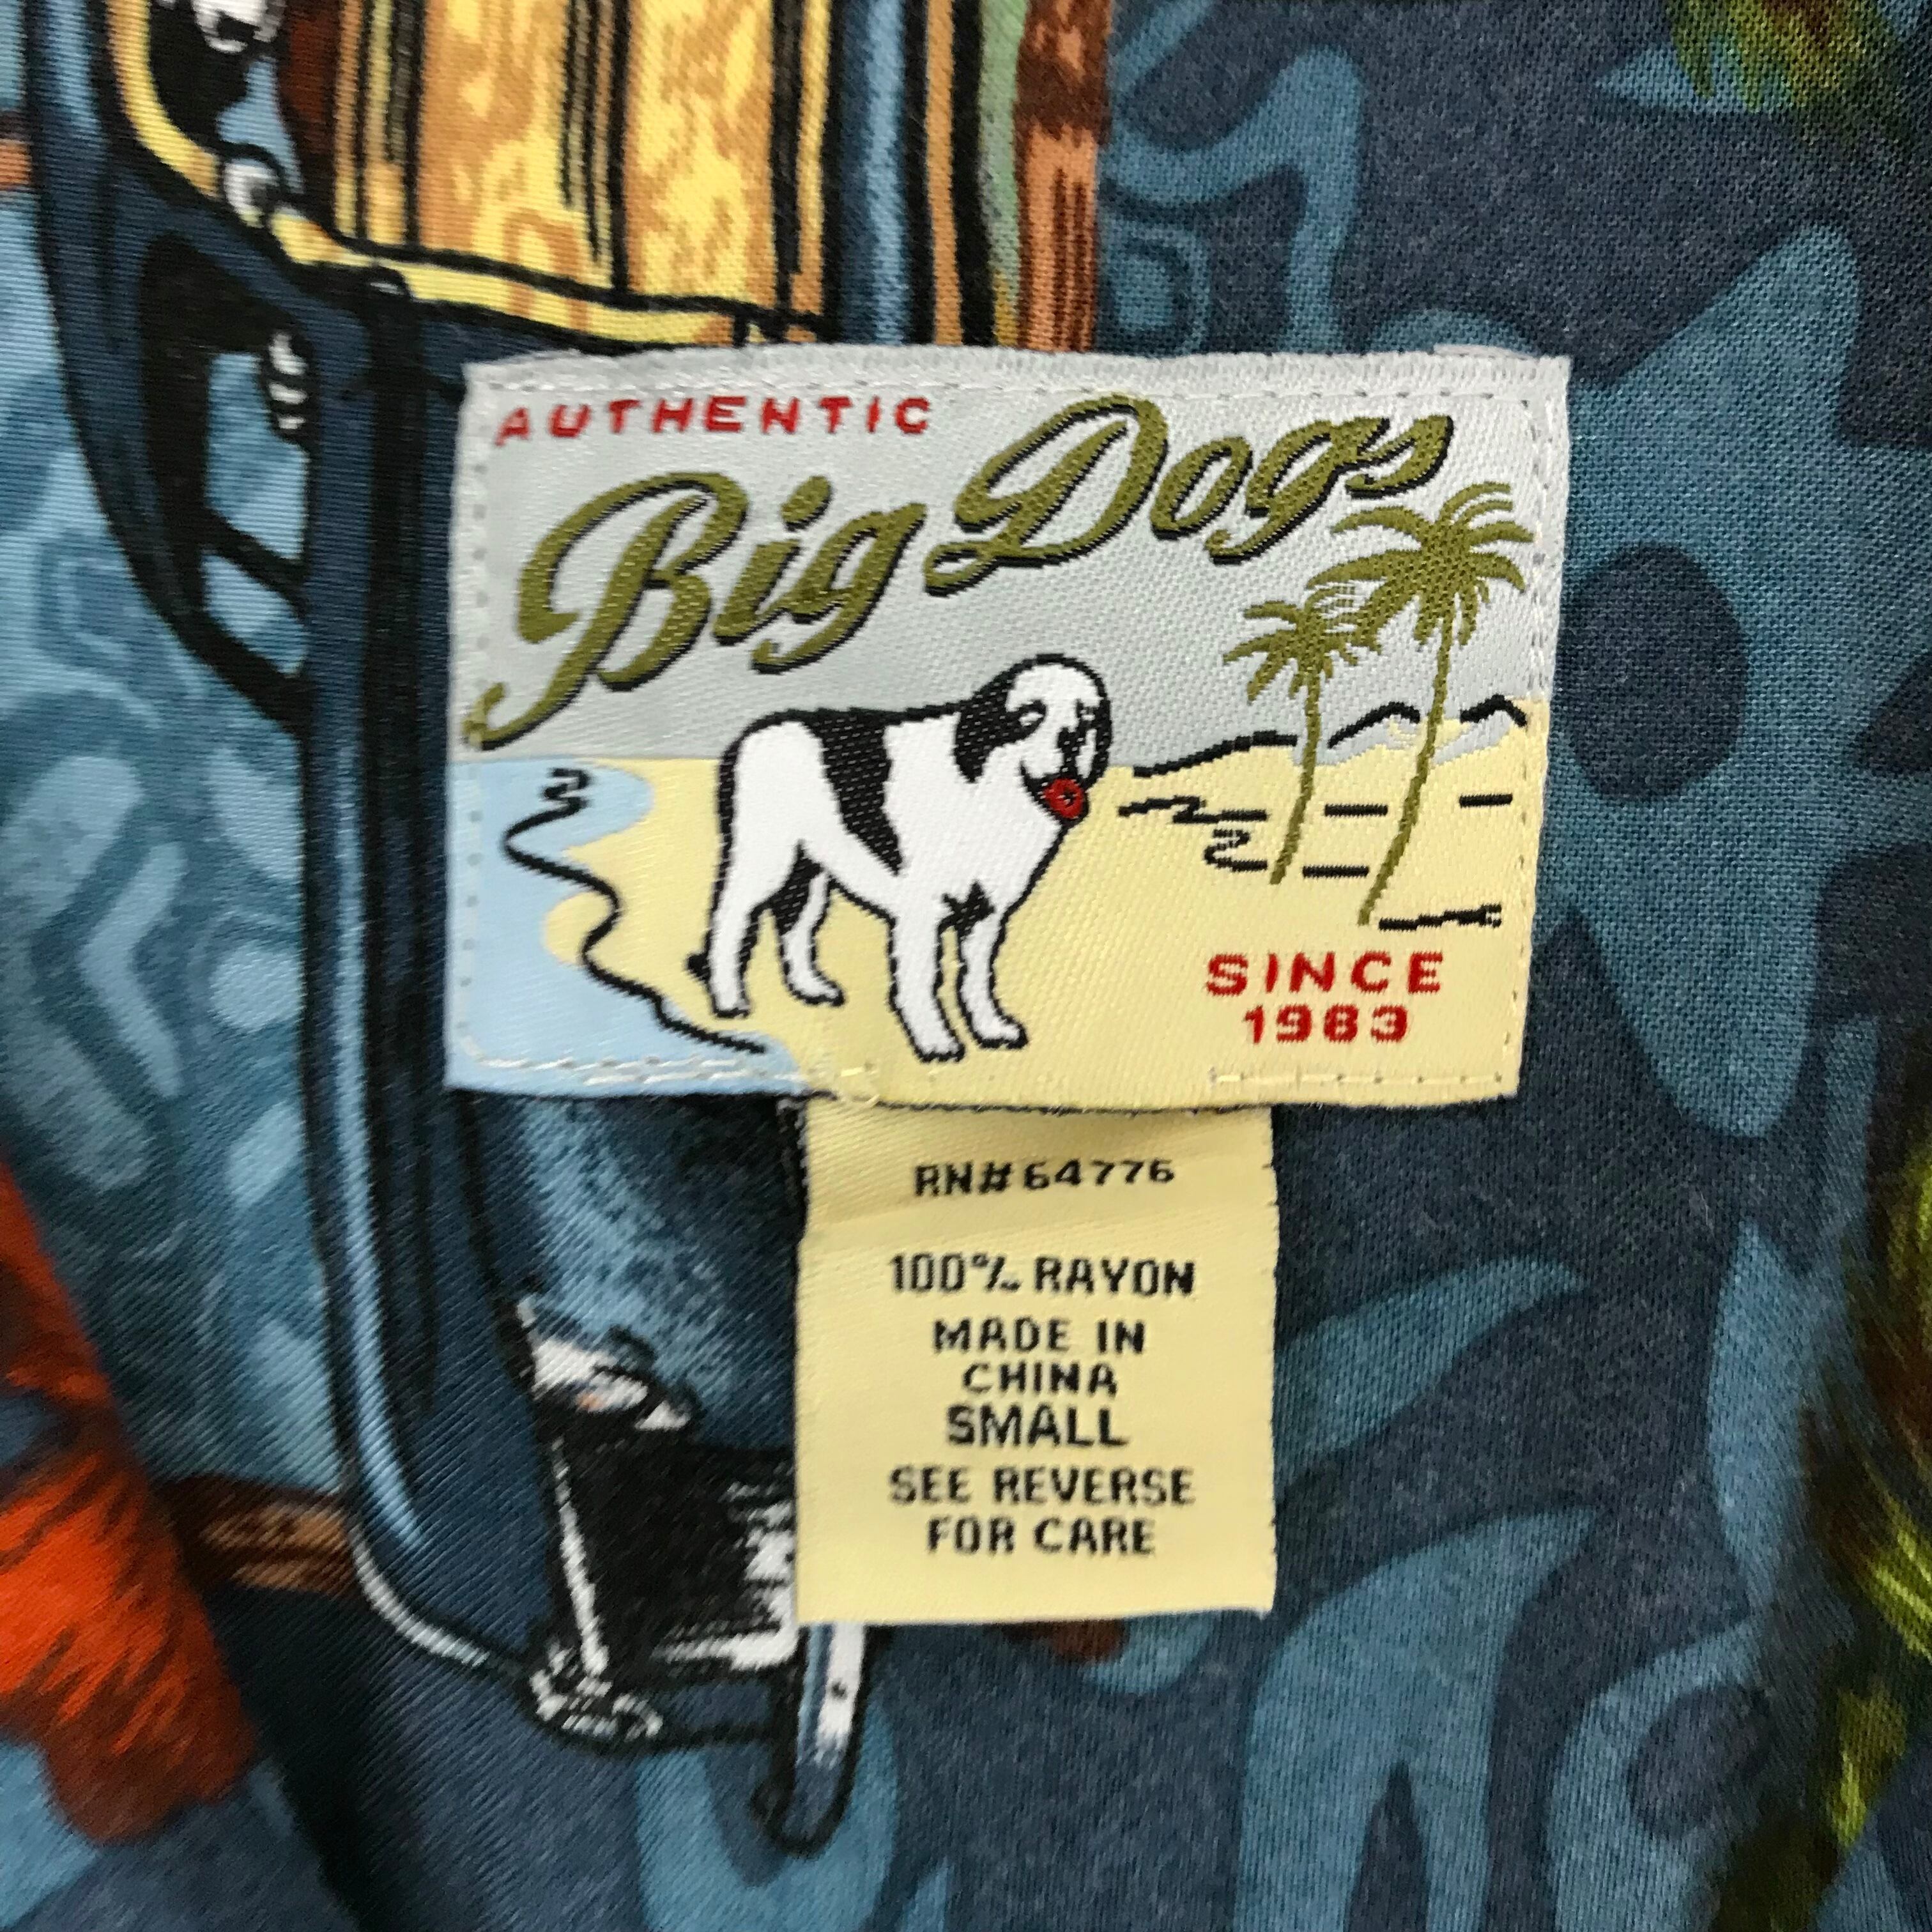 AUTHENTIC
Big Dogs
SINCE
1983
RN# 64776
100% RAYON
MADE IN
CHINA
SMALL
SEE REVERSE
FOR CARE